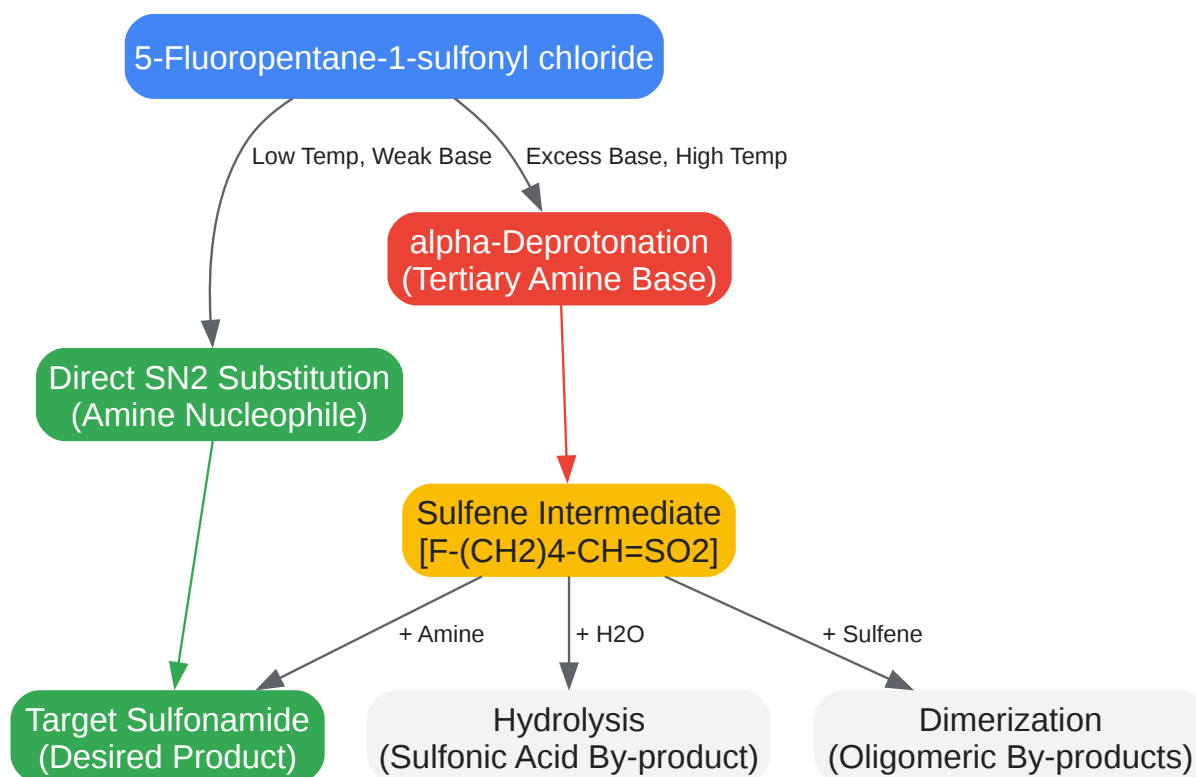 5-Fluoropentane-1-sulfonyl chloride
Low Temp, Weak Base
Excess Base, High Temp
alpha-Deprotonation
(Tertiary Amine Base)
Direct SN2 Substitution
(Amine Nucleophile)
Sulfene Intermediate
[F-(CH2)4-CH=SO2]
+ Amine
+ H2O
+ Sulfene
Target Sulfonamide
(Desired Product)
Hydrolysis
(Sulfonic Acid By-product)
Dimerization
(Oligomeric By-products)